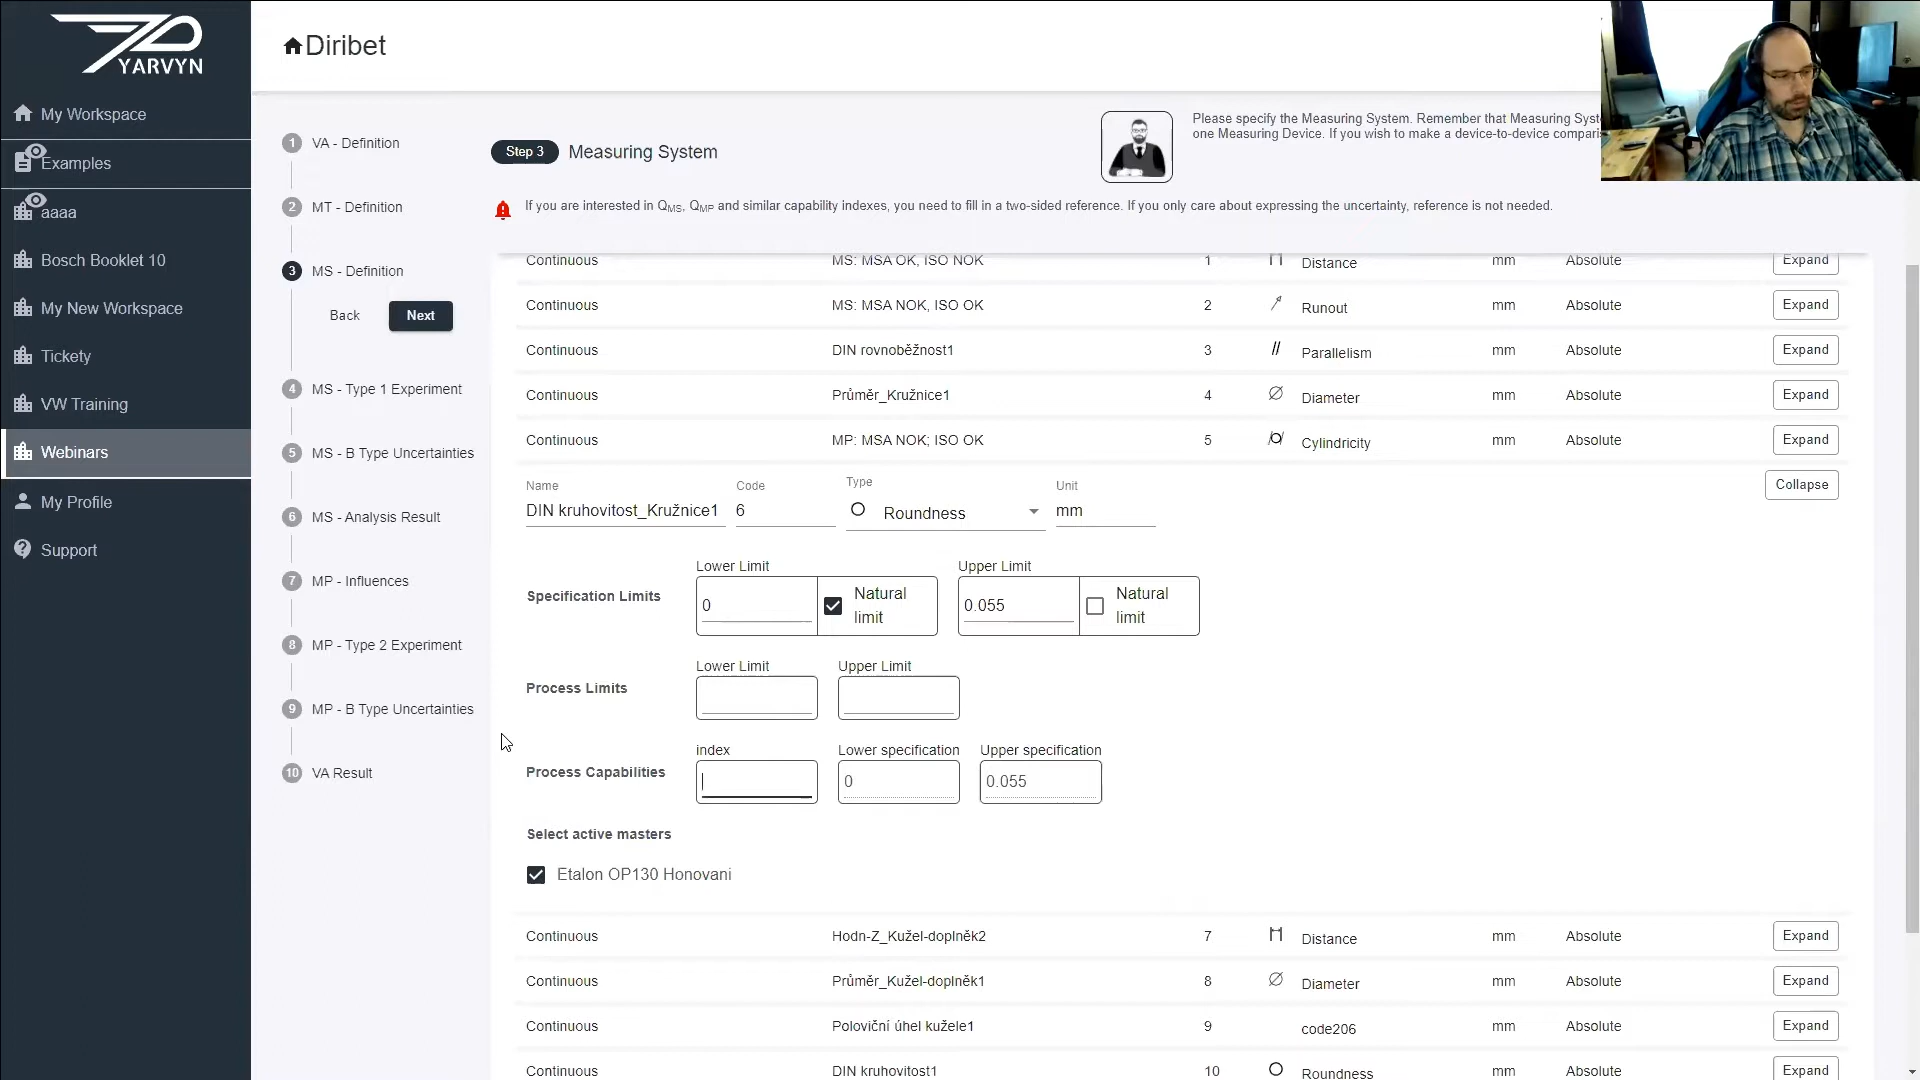 YARVYN
My Workspace
Examples
aaaa
Bosch Booklet 10
My New Workspace
Tickety
VW Training
Webinars
My Profile
Support
Diribet
1 VA - Definition
2 MT - Definition
3 MS - Definition
Back Next
4 MS - Type 1 Experiment
5 MS - B Type Uncertainties
6 MS - Analysis Result
7 MP - Influences
8 MP - Type 2 Experiment
9 MP - B Type Uncertainties
10 VA Result
Step 3 Measuring System
Please specify the Measuring System. Remember that Measuring
one Measuring Device. If you wish to make a device-to-device
If you are interested in QMS, QMP and similar capability indexes, you need to fill in a two-sided reference. If you only care about expressing the uncertainty, reference is not needed.
Continuous MS: MSA OK, ISO NOK 1 Distance mm Absolute Expand
Continuous MS: MSA NOK, ISO OK 2 Runout mm Absolute Expand
Continuous DIN rovnoběžnost1 3 Parallelism mm Absolute Expand
Continuous Průměr_Kružnice1 4 Diameter mm Absolute Expand
Continuous MP: MSA NOK; ISO OK 5 Cylindricity mm Absolute Expand
Name Code Type Unit
DIN kruhovitost_Kružnice1 6 Roundness mm
Collapse
Lower Limit Upper Limit
Specification Limits 0 Natural limit 0.055 Natural limit
Lower Limit Upper Limit
Process Limits
index Lower specification Upper specification
Process Capabilities 0 0.055
Select active masters
Etalon OP130 Honovani
Continuous Hodn-Z_Kužel-doplněk2 7 Distance mm Absolute Expand
Continuous Průměr_Kužel-doplněk1 8 Diameter mm Absolute Expand
Continuous Poloviční úhel kužele1 9 code206 mm Absolute Expand
Continuous DIN kruhovitost1 10 Roundness mm Absolute Expand